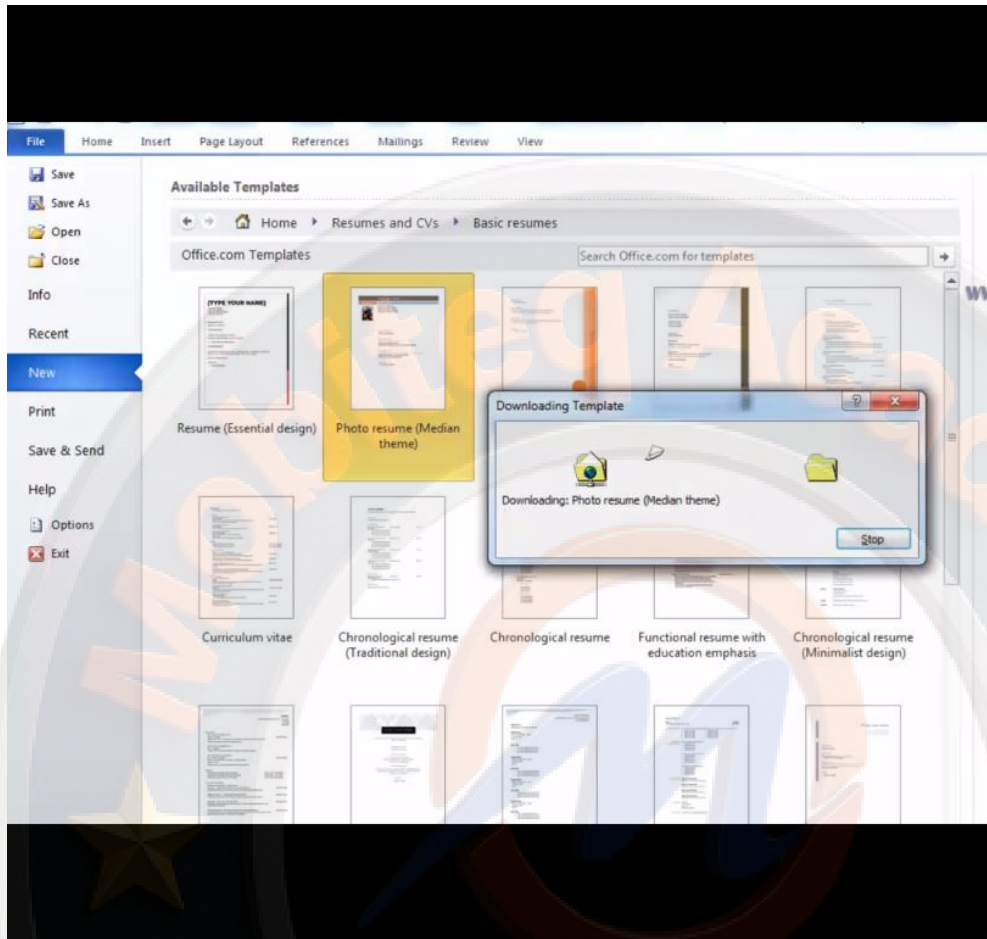 File Home Insert Page Layout References Mailings Review View
Save
Save As
Open
Close
Info
Recent
New
Print
Save & Send
Help
Options
Exit
Available Templates
Home Resumes and CVs Basic resumes
Office.com Templates
Search Office.com for templates
[TYPE YOUR NAME]
Resume (Essential design)
Photo resume (Median
theme)
Downloading Template
Downloading: Photo resume (Median theme)
Stop
Curriculum vitae
Chronological resume
(Traditional design)
Chronological resume
Functional resume with
education emphasis
Chronological resume
(Minimalist design)
Mobiteq